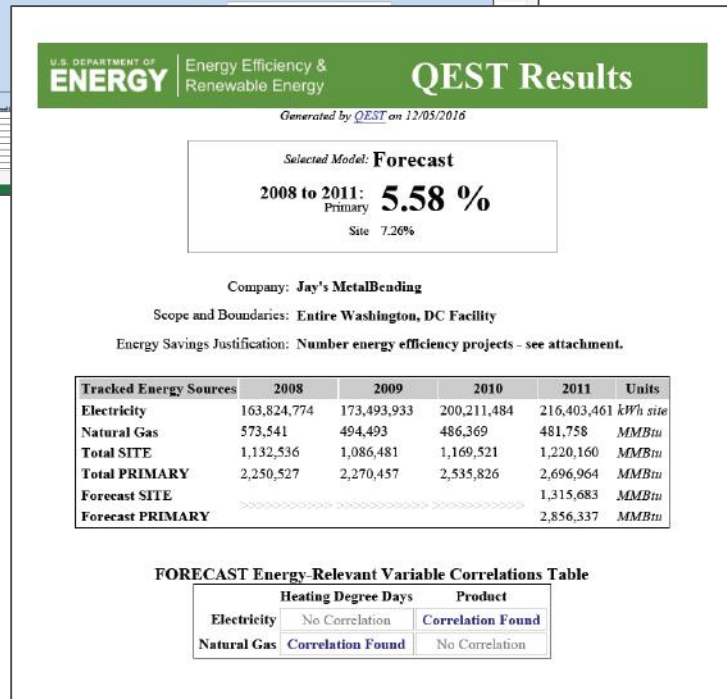 U.S. DEPARTMENT OF
ENERGY
Energy Efficiency &
Renewable Energy
QEST Results
Generated by QEST on 12/05/2016
Selected Model: Forecast
2008 to 2011: 5.58 %
Primary
Site 7.26%
Company: Jay's MetalBending
Scope and Boundaries: Entire Washington, DC Facility
Energy Savings Justification: Number energy efficiency projects - see attachment.
Tracked Energy Sources 2008 2009 2010 2011 Units
Electricity 163,824,774 173,493,933 200,211,484 216,403,461 kWh site
Natural Gas 573,541 494,493 486,369 481,758 MMBtu
Total SITE 1,132,536 1,086,481 1,169,521 1,220,160 MMBtu
Total PRIMARY 2,250,527 2,270,457 2,535,826 2,696,964 MMBtu
Forecast SITE 1,315,683 MMBtu
>>>>>>>>>>> >>>>>>>>>>> >>>>>>>>>>>
Forecast PRIMARY 2,856,337 MMBtu
FORECAST Energy-Relevant Variable Correlations Table
Heating Degree Days Product
Electricity No Correlation Correlation Found
Natural Gas Correlation Found No Correlation